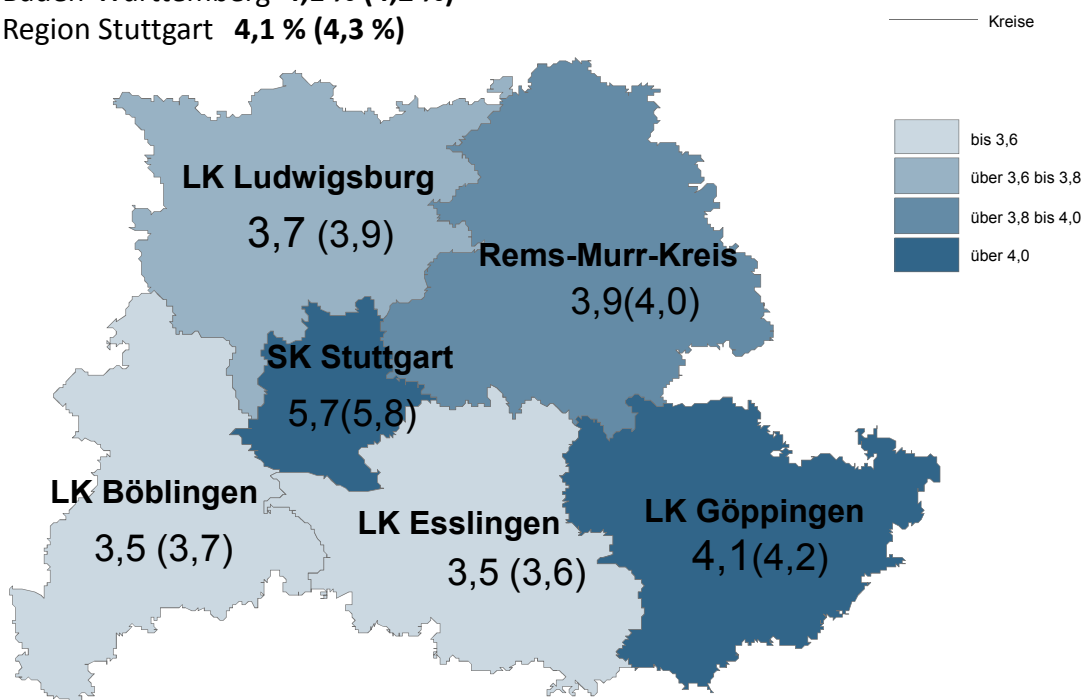 Region Stuttgart 4,1 % (4,3 %)
Kreise
bis 3,6
über 3,6 bis 3,8
über 3,8 bis 4,0
über 4,0
LK Ludwigsburg
3,7 (3,9)
Rems-Murr-Kreis
3,9(4,0)
SK Stuttgart
5,7(5,8)
LK Böblingen
3,5 (3,7)
LK Esslingen
3,5 (3,6)
LK Göppingen
4,1(4,2)